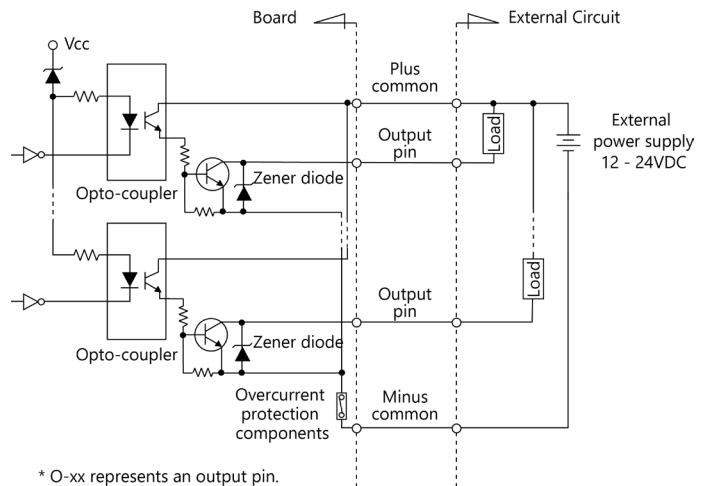 Board
External Circuit
Vcc
Plus
common
Output
pin
Load
External
power supply
12 - 24VDC
Opto-coupler
Zener diode
Load
Output
pin
Opto-coupler
Zener diode
Overcurrent
protection
components
Minus
common
* O-xx represents an output pin.